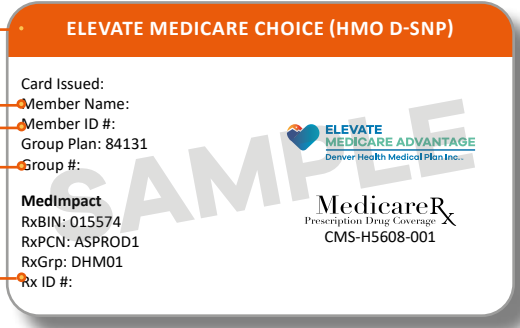 ELEVATE MEDICARE CHOICE (HMO D-SNP)
Card Issued:
Member Name:
Member ID #:
Group Plan: 84131
Group #:
MedImpact
RxBIN: 015574
RxPCN: ASPROD1
RxGrp: DHM01
Rx ID #:
SAMPLE
ELEVATE
MEDICARE ADVANTAGE
Denver Health Medical Plan Inc..
MedicareRx
Prescription Drug Coverage
CMS-H5608-001